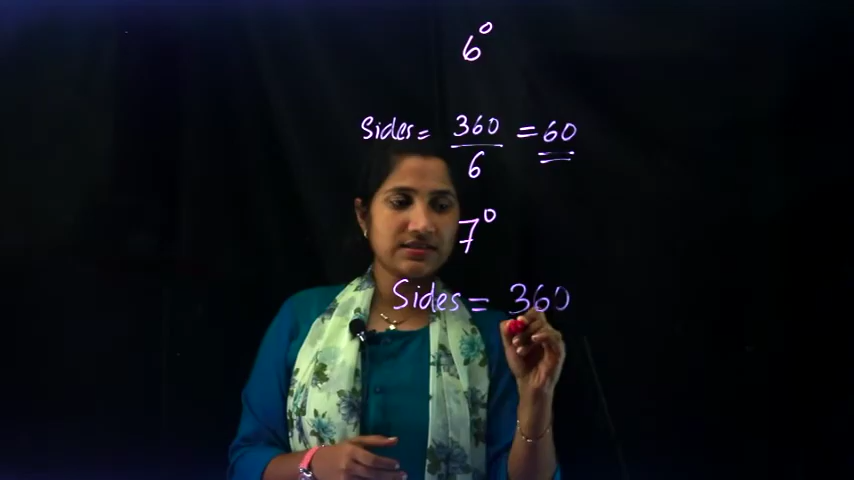 6°
Sides = 360/6 = 60
7°
Sides = 360